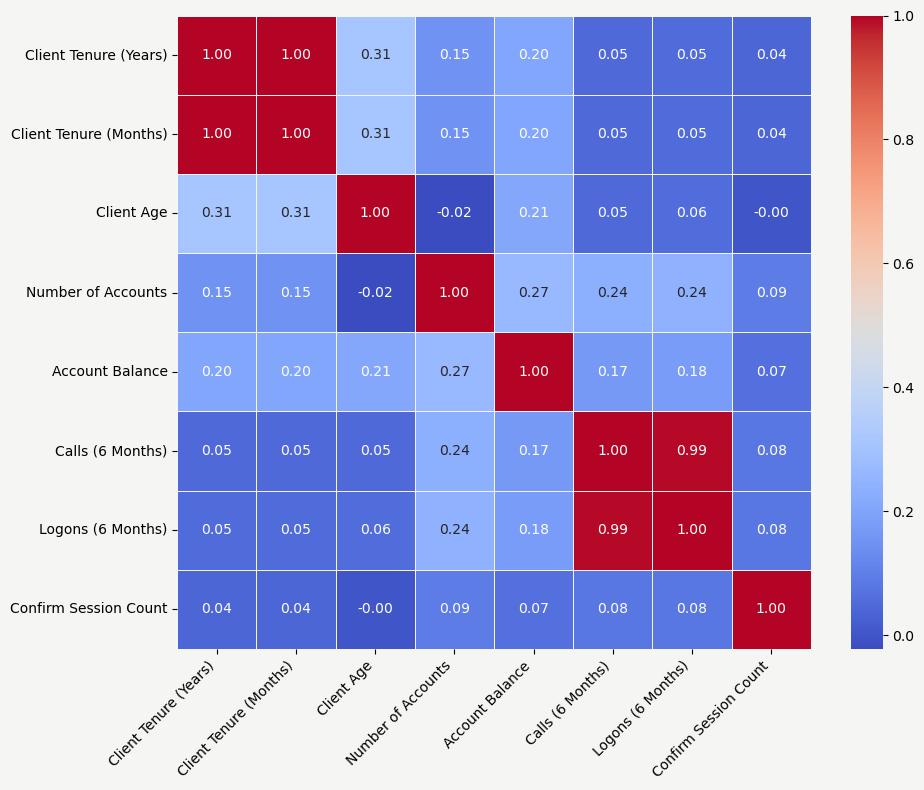 1.0
Client Tenure (Years) 1.00 1.00 0.31 0.15 0.20 0.05 0.05 0.04
Client Tenure (Months) 1.00 1.00 0.31 0.15 0.20 0.05 0.05 0.04
0.8
Client Age 0.31 0.31 1.00 -0.02 0.21 0.05 0.06 -0.00
0.6
Number of Accounts 0.15 0.15 -0.02 1.00 0.27 0.24 0.24 0.09
Account Balance 0.20 0.20 0.21 0.27 1.00 0.17 0.18 0.07
0.4
Calls (6 Months) 0.05 0.05 0.05 0.24 0.17 1.00 0.99 0.08
0.2
Logons (6 Months) 0.05 0.05 0.06 0.24 0.18 0.99 1.00 0.08
Confirm Session Count 0.04 0.04 -0.00 0.09 0.07 0.08 0.08 1.00
0.0
Client Tenure (Years)
Client Tenure (Months)
Client Age
Number of Accounts
Account Balance
Calls (6 Months)
Logons (6 Months)
Confirm Session Count